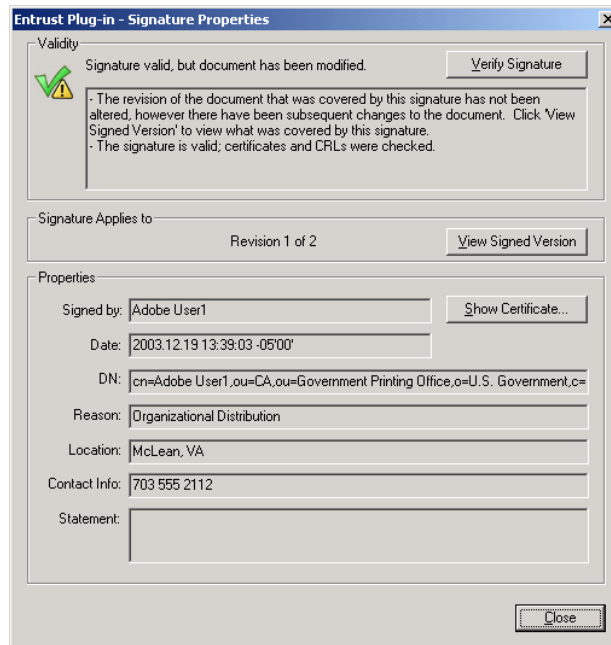 Entrust Plug-in - Signature Properties
Validity
Signature valid, but document has been modified.
Verify Signature
- The revision of the document that was covered by this signature has not been
altered, however there have been subsequent changes to the document.  Click 'View
Signed Version' to view what was covered by this signature.
- The signature is valid; certificates and CRLs were checked.
Signature Applies to
Revision 1 of 2
View Signed Version
Properties
Signed by: Adobe User1
Show Certificate...
Date: 2003.12.19 13:39:03 -05'00'
DN: cn=Adobe User1,ou=CA,ou=Government Printing Office,o=U.S. Government,c=
Reason: Organizational Distribution
Location: McLean, VA
Contact Info: 703 555 2112
Statement:
Close